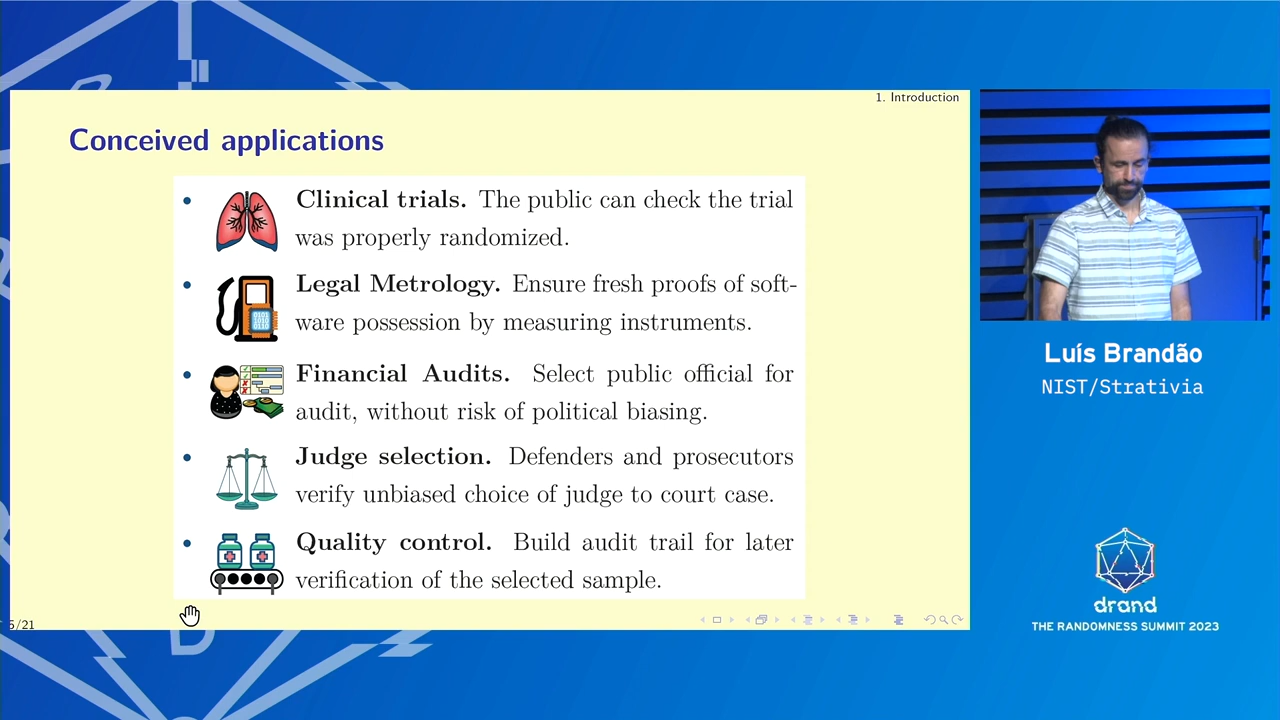 1. Introduction
Conceived applications
• Clinical trials. The public can check the trial
was properly randomized.
• Legal Metrology. Ensure fresh proofs of soft-
ware possession by measuring instruments.
0101
1010
0110
• Financial Audits. Select public official for
audit, without risk of political biasing.
• Judge selection. Defenders and prosecutors
verify unbiased choice of judge to court case.
• Quality control. Build audit trail for later
verification of the selected sample.
5/21
Luís Brandão
NIST/Strativia
drand
THE RANDOMNESS SUMMIT 2023